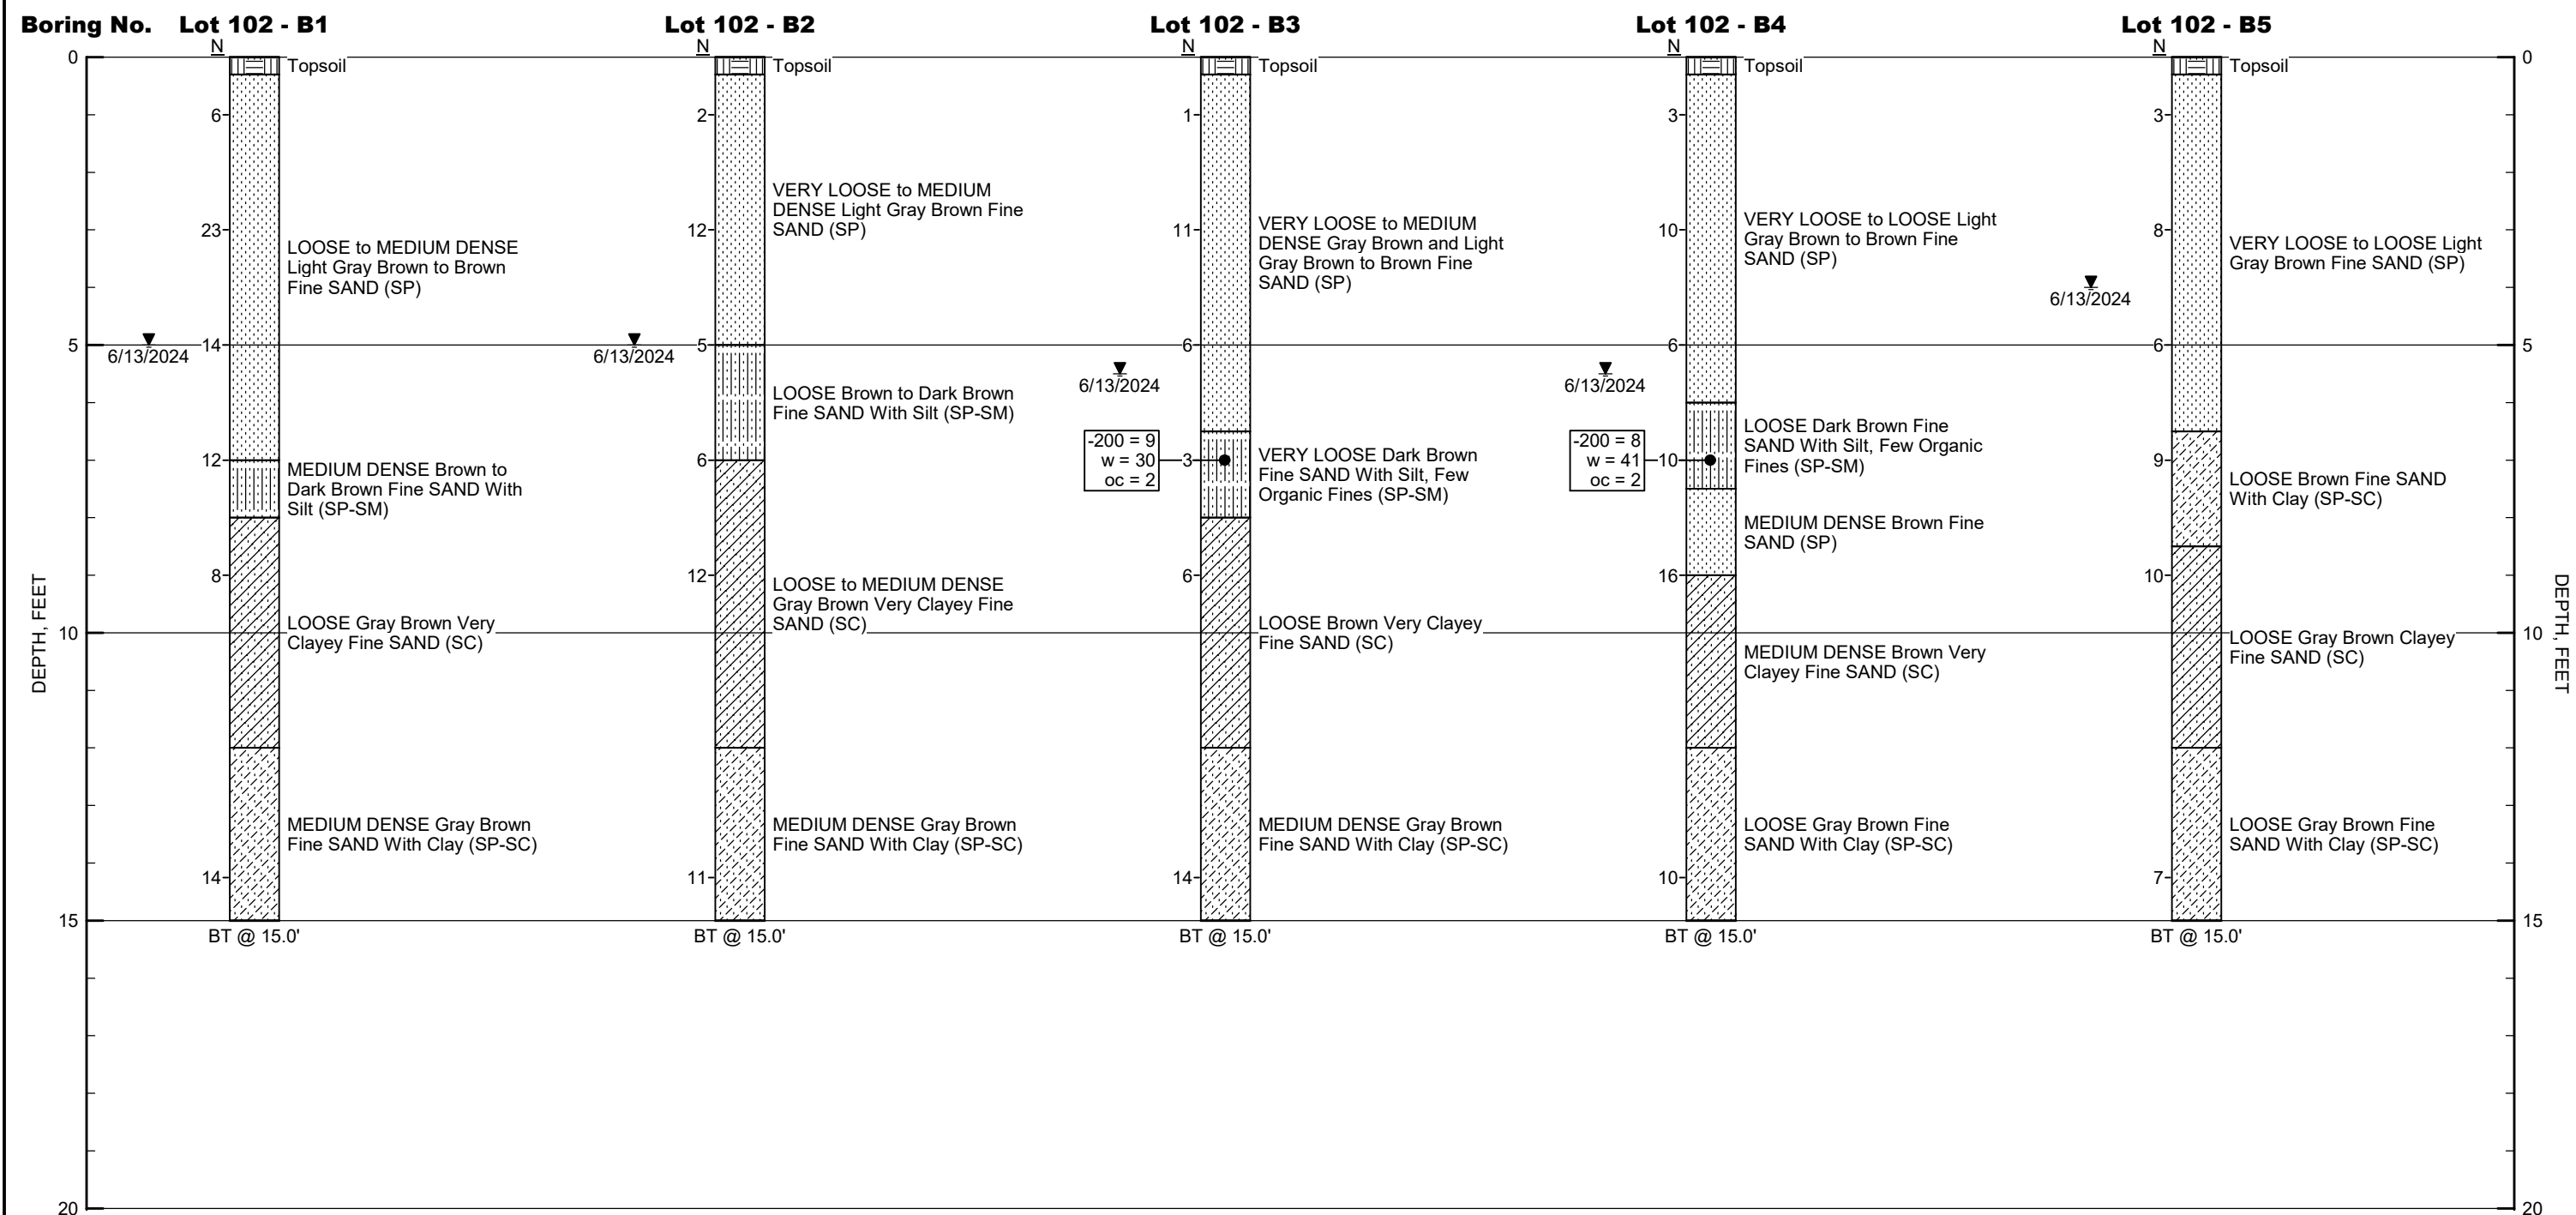 Boring No.
Lot 102 - B1
Lot 102 - B2
Lot 102 - B3
Lot 102 - B4
Lot 102 - B5
DEPTH, FEET
0
5
10
15
20
N
Topsoil
6
23
LOOSE to MEDIUM DENSE
Light Gray Brown to Brown
Fine SAND (SP)
14
6/13/2024
12
MEDIUM DENSE Brown to
Dark Brown Fine SAND With
Silt (SP-SM)
8
LOOSE Gray Brown Very
Clayey Fine SAND (SC)
MEDIUM DENSE Gray Brown
Fine SAND With Clay (SP-SC)
14
BT @ 15.0'
N
Topsoil
2
VERY LOOSE to MEDIUM
DENSE Light Gray Brown Fine
SAND (SP)
12
5
6/13/2024
LOOSE Brown to Dark Brown
Fine SAND With Silt (SP-SM)
6
12
LOOSE to MEDIUM DENSE
Gray Brown Very Clayey Fine
SAND (SC)
MEDIUM DENSE Gray Brown
Fine SAND With Clay (SP-SC)
11
BT @ 15.0'
N
Topsoil
1
11
VERY LOOSE to MEDIUM
DENSE Gray Brown and Light
Gray Brown to Brown Fine
SAND (SP)
6
6/13/2024
-200 = 9
w = 30
oc = 2
3
VERY LOOSE Dark Brown
Fine SAND With Silt, Few
Organic Fines (SP-SM)
6
LOOSE Brown Very Clayey
Fine SAND (SC)
MEDIUM DENSE Gray Brown
Fine SAND With Clay (SP-SC)
14
BT @ 15.0'
N
Topsoil
3
10
VERY LOOSE to LOOSE Light
Gray Brown to Brown Fine
SAND (SP)
6
6/13/2024
-200 = 8
w = 41
oc = 2
10
LOOSE Dark Brown Fine
SAND With Silt, Few Organic
Fines (SP-SM)
MEDIUM DENSE Brown Fine
SAND (SP)
16
MEDIUM DENSE Brown Very
Clayey Fine SAND (SC)
LOOSE Gray Brown Fine
SAND With Clay (SP-SC)
10
BT @ 15.0'
N
Topsoil
3
8
VERY LOOSE to LOOSE Light
Gray Brown Fine SAND (SP)
6/13/2024
6
9
LOOSE Brown Fine SAND
With Clay (SP-SC)
10
LOOSE Gray Brown Clayey
Fine SAND (SC)
LOOSE Gray Brown Fine
SAND With Clay (SP-SC)
7
BT @ 15.0'
0
5
10
15
20
DEPTH, FEET